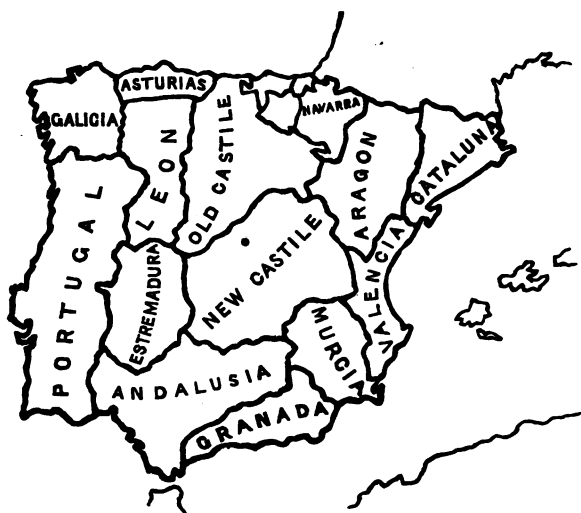 ASTURIAS
GALICIA
LEON
OLD CASTILE
NAVARRA
ARAGON
CATALUNA
PORTUGAL
ESTREMADURA
NEW CASTILE
VALENCIA
MURCIA
ANDALUSIA
GRANADA